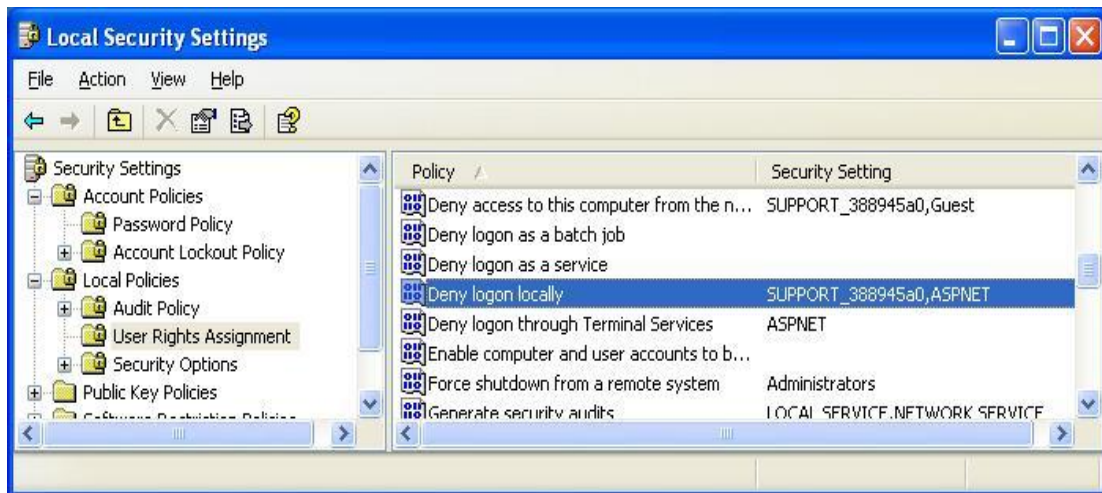 Local Security Settings
File Action View Help
Security Settings
Account Policies
Password Policy
Account Lockout Policy
Local Policies
Audit Policy
User Rights Assignment
Security Options
Public Key Policies
Software Restriction Policies
Policy Security Setting
Deny access to this computer from the n... SUPPORT_388945a0,Guest
Deny logon as a batch job
Deny logon as a service
Deny logon locally SUPPORT_388945a0,ASPNET
Deny logon through Terminal Services ASPNET
Enable computer and user accounts to b...
Force shutdown from a remote system Administrators
Generate security audits LOCAL SERVICE,NETWORK SERVICE